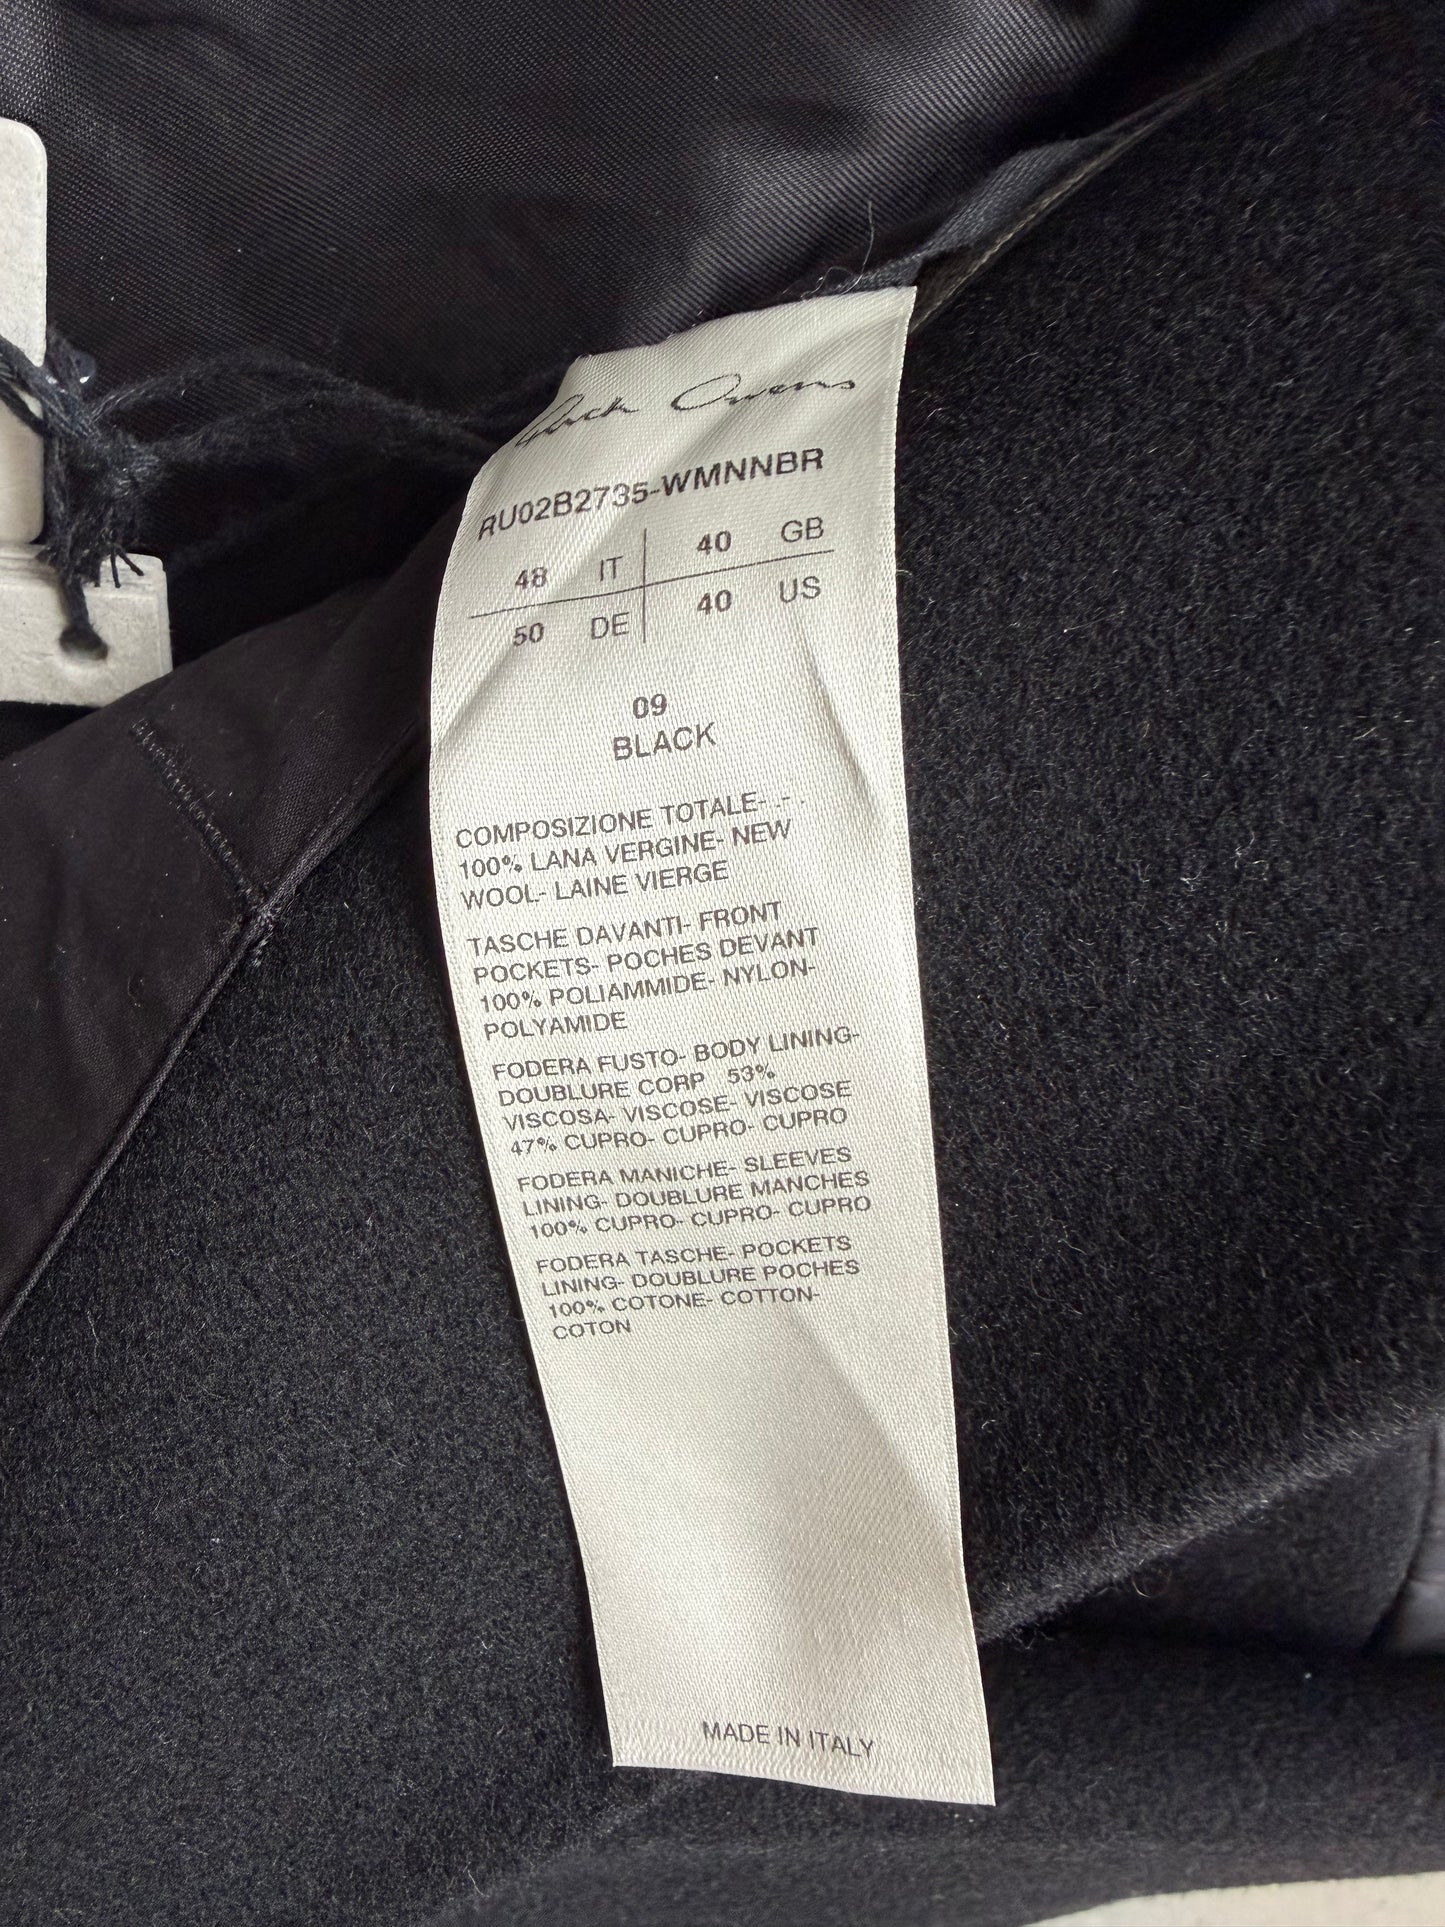 Rick Owens
RU02B2735-WMNNBR
48 IT 40 GB
50 DE 40 US
09
BLACK
COMPOSIZIONE TOTALE- .- .
100% LANA VERGINE- NEW
WOOL- LAINE VIERGE
TASCHE DAVANTI- FRONT
POCKETS- POCHES DEVANT
100% POLIAMMIDE- NYLON-
POLYAMIDE
FODERA FUSTO- BODY LINING-
DOUBLURE CORP 53%
VISCOSA- VISCOSE- VISCOSE
47% CUPRO- CUPRO- CUPRO
FODERA MANICHE- SLEEVES
LINING- DOUBLURE MANCHES
100% CUPRO- CUPRO- CUPRO
FODERA TASCHE- POCKETS
LINING- DOUBLURE POCHES
100% COTONE- COTTON-
COTON
MADE IN ITALY